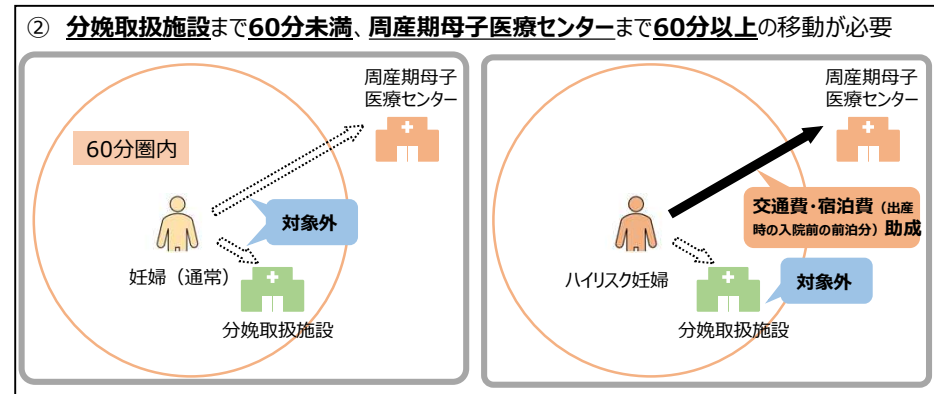 ② 分娩取扱施設まで60分未満、周産期母子医療センターまで60分以上の移動が必要
周産期母子
医療センター
60分圏内
対象外
妊婦（通常）
分娩取扱施設
周産期母子
医療センター
交通費・宿泊費（出産
時の入院前の前泊分）助成
ハイリスク妊婦
対象外
分娩取扱施設